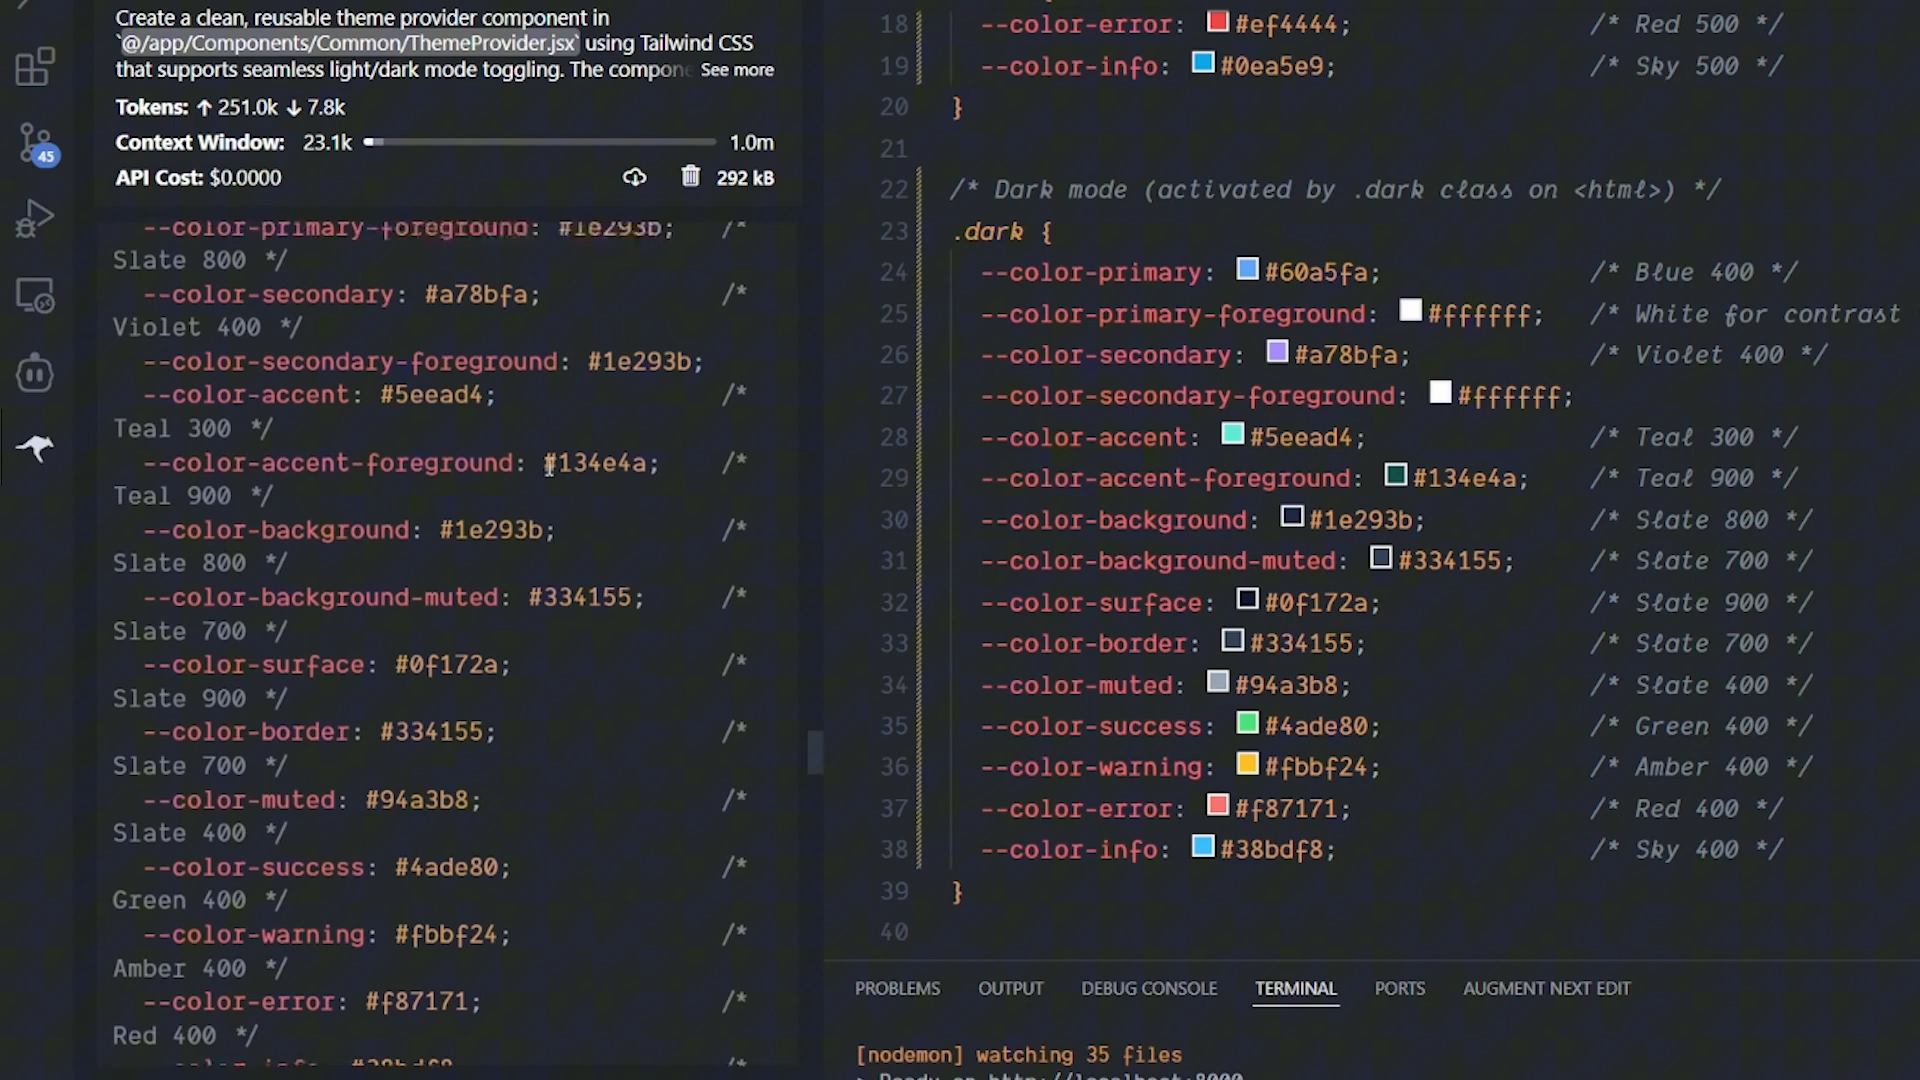 Create a clean, reusable theme provider component in
`@/app/Components/Common/ThemeProvider.jsx` using Tailwind CSS
that supports seamless light/dark mode toggling. The compone See more
Tokens: ↑ 251.0k ↓ 7.8k
Context Window: 23.1k 1.0m
API Cost: $0.0000 292 kB
45
--color-primary-foreground: #1e293b; /*
Slate 800 */
--color-secondary: #a78bfa; /*
Violet 400 */
--color-secondary-foreground: #1e293b;
--color-accent: #5eead4; /*
Teal 300 */
--color-accent-foreground: #134e4a; /*
Teal 900 */
--color-background: #1e293b; /*
Slate 800 */
--color-background-muted: #334155; /*
Slate 700 */
--color-surface: #0f172a; /*
Slate 900 */
--color-border: #334155; /*
Slate 700 */
--color-muted: #94a3b8; /*
Slate 400 */
--color-success: #4ade80; /*
Green 400 */
--color-warning: #fbbf24; /*
Amber 400 */
--color-error: #f87171; /*
Red 400 */
18 --color-error: #ef4444; /* Red 500 */
19 --color-info: #0ea5e9; /* Sky 500 */
20 }
21
22 /* Dark mode (activated by .dark class on <html>) */
23 .dark {
24 --color-primary: #60a5fa; /* Blue 400 */
25 --color-primary-foreground: #ffffff; /* White for contrast
26 --color-secondary: #a78bfa; /* Violet 400 */
27 --color-secondary-foreground: #ffffff;
28 --color-accent: #5eead4; /* Teal 300 */
29 --color-accent-foreground: #134e4a; /* Teal 900 */
30 --color-background: #1e293b; /* Slate 800 */
31 --color-background-muted: #334155; /* Slate 700 */
32 --color-surface: #0f172a; /* Slate 900 */
33 --color-border: #334155; /* Slate 700 */
34 --color-muted: #94a3b8; /* Slate 400 */
35 --color-success: #4ade80; /* Green 400 */
36 --color-warning: #fbbf24; /* Amber 400 */
37 --color-error: #f87171; /* Red 400 */
38 --color-info: #38bdf8; /* Sky 400 */
39 }
40
PROBLEMS OUTPUT DEBUG CONSOLE TERMINAL PORTS AUGMENT NEXT EDIT
[nodemon] watching 35 files
> Ready on http://localhost:8000